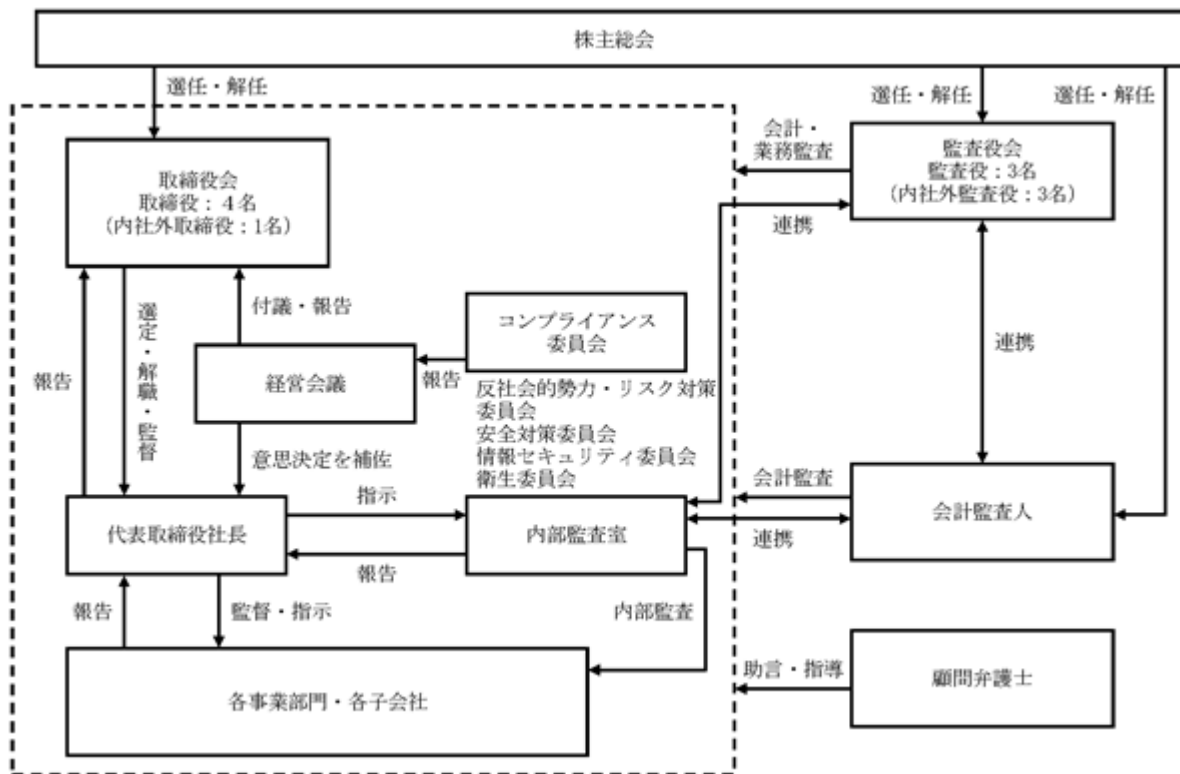 株主総会
選任・解任
選任・解任
選任・解任
取締役会
取締役：４名
（内社外取締役：1名）
会計・
業務監査
監査役会
監査役：3名
（内社外監査役：3名）
連携
付議・報告
コンプライアンス
委員会
選定・解職・監督
報告
経営会議
報告
連携
反社会的勢力・リスク対策
委員会
安全対策委員会
情報セキュリティ委員会
衛生委員会
意思決定を補佐
指示
会計監査
代表取締役社長
内部監査室
会計監査人
報告
連携
報告
監督・指示
内部監査
各事業部門・各子会社
助言・指導
顧問弁護士